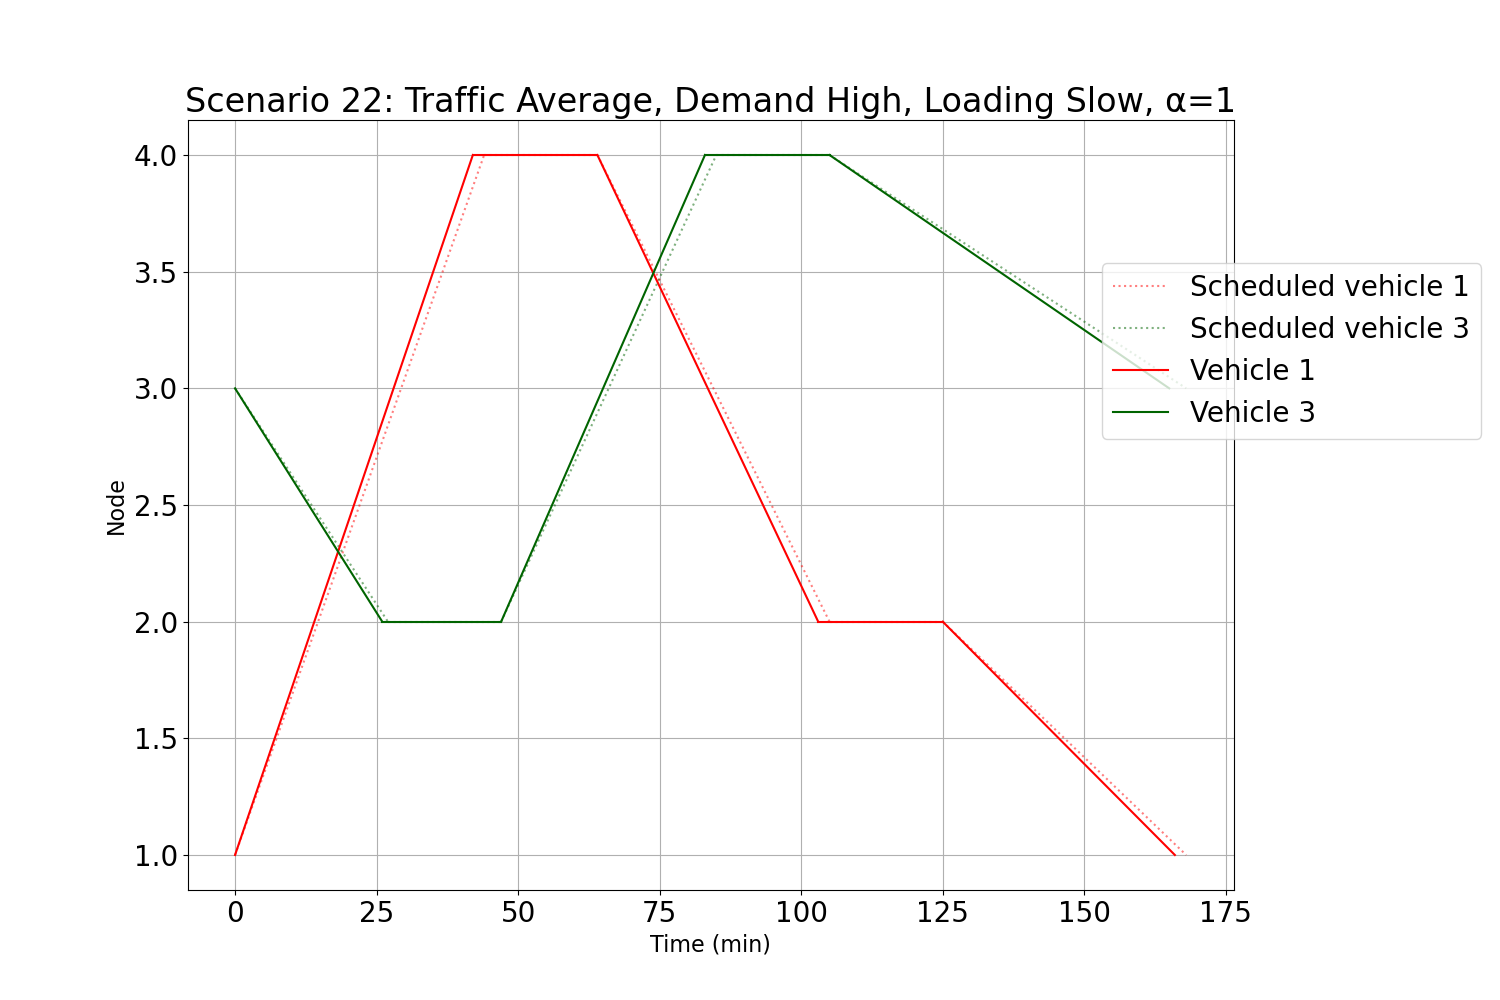 Scenario 22: Traffic Average, Demand High, Loading Slow, α=1
4.0
3.5
3.0
2.5
2.0
1.5
1.0
Node
Scheduled vehicle 1
Scheduled vehicle 3
Vehicle 1
Vehicle 3
0 25 50 75 100 125 150 175
Time (min)